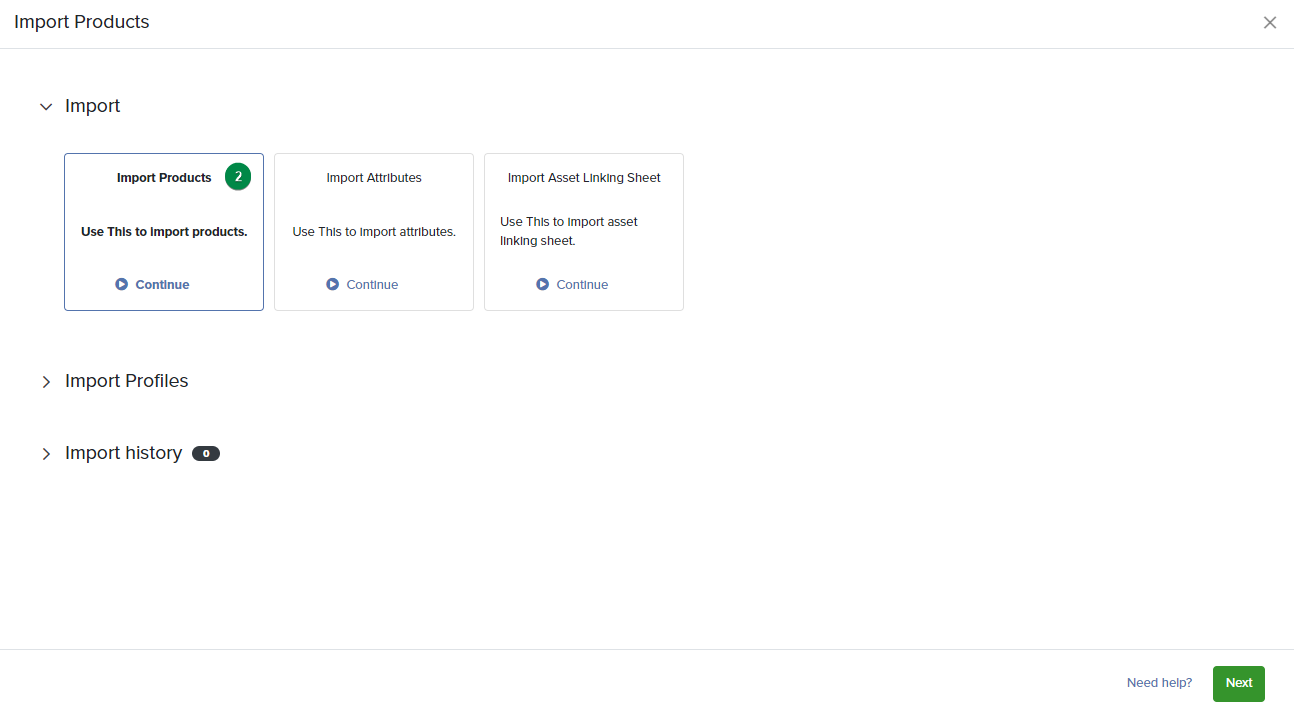 Import Products
Import
Import Products 2
Use This to import products.
Continue
Import Attributes
Use This to import attributes.
Continue
Import Asset Linking Sheet
Use This to import asset
linking sheet.
Continue
Import Profiles
Import history 0
Need help?
Next